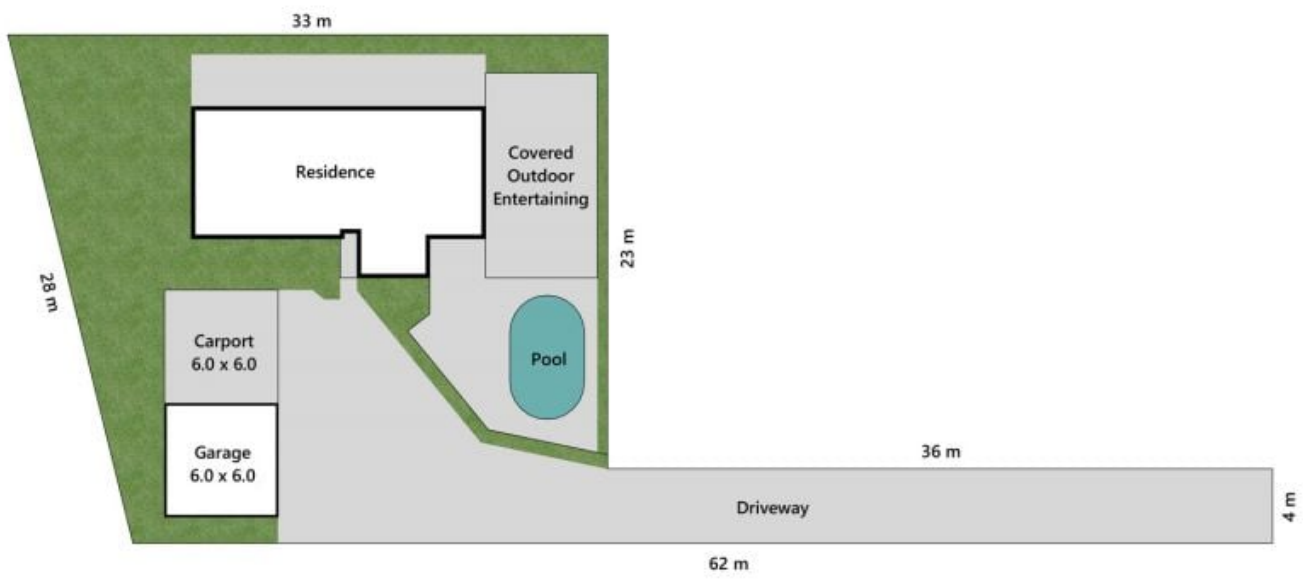 33 m
Residence
Covered
Outdoor
Entertaining
28 m
23 m
Carport
6.0 x 6.0
Pool
Garage
6.0 x 6.0
36 m
Driveway
4 m
62 m